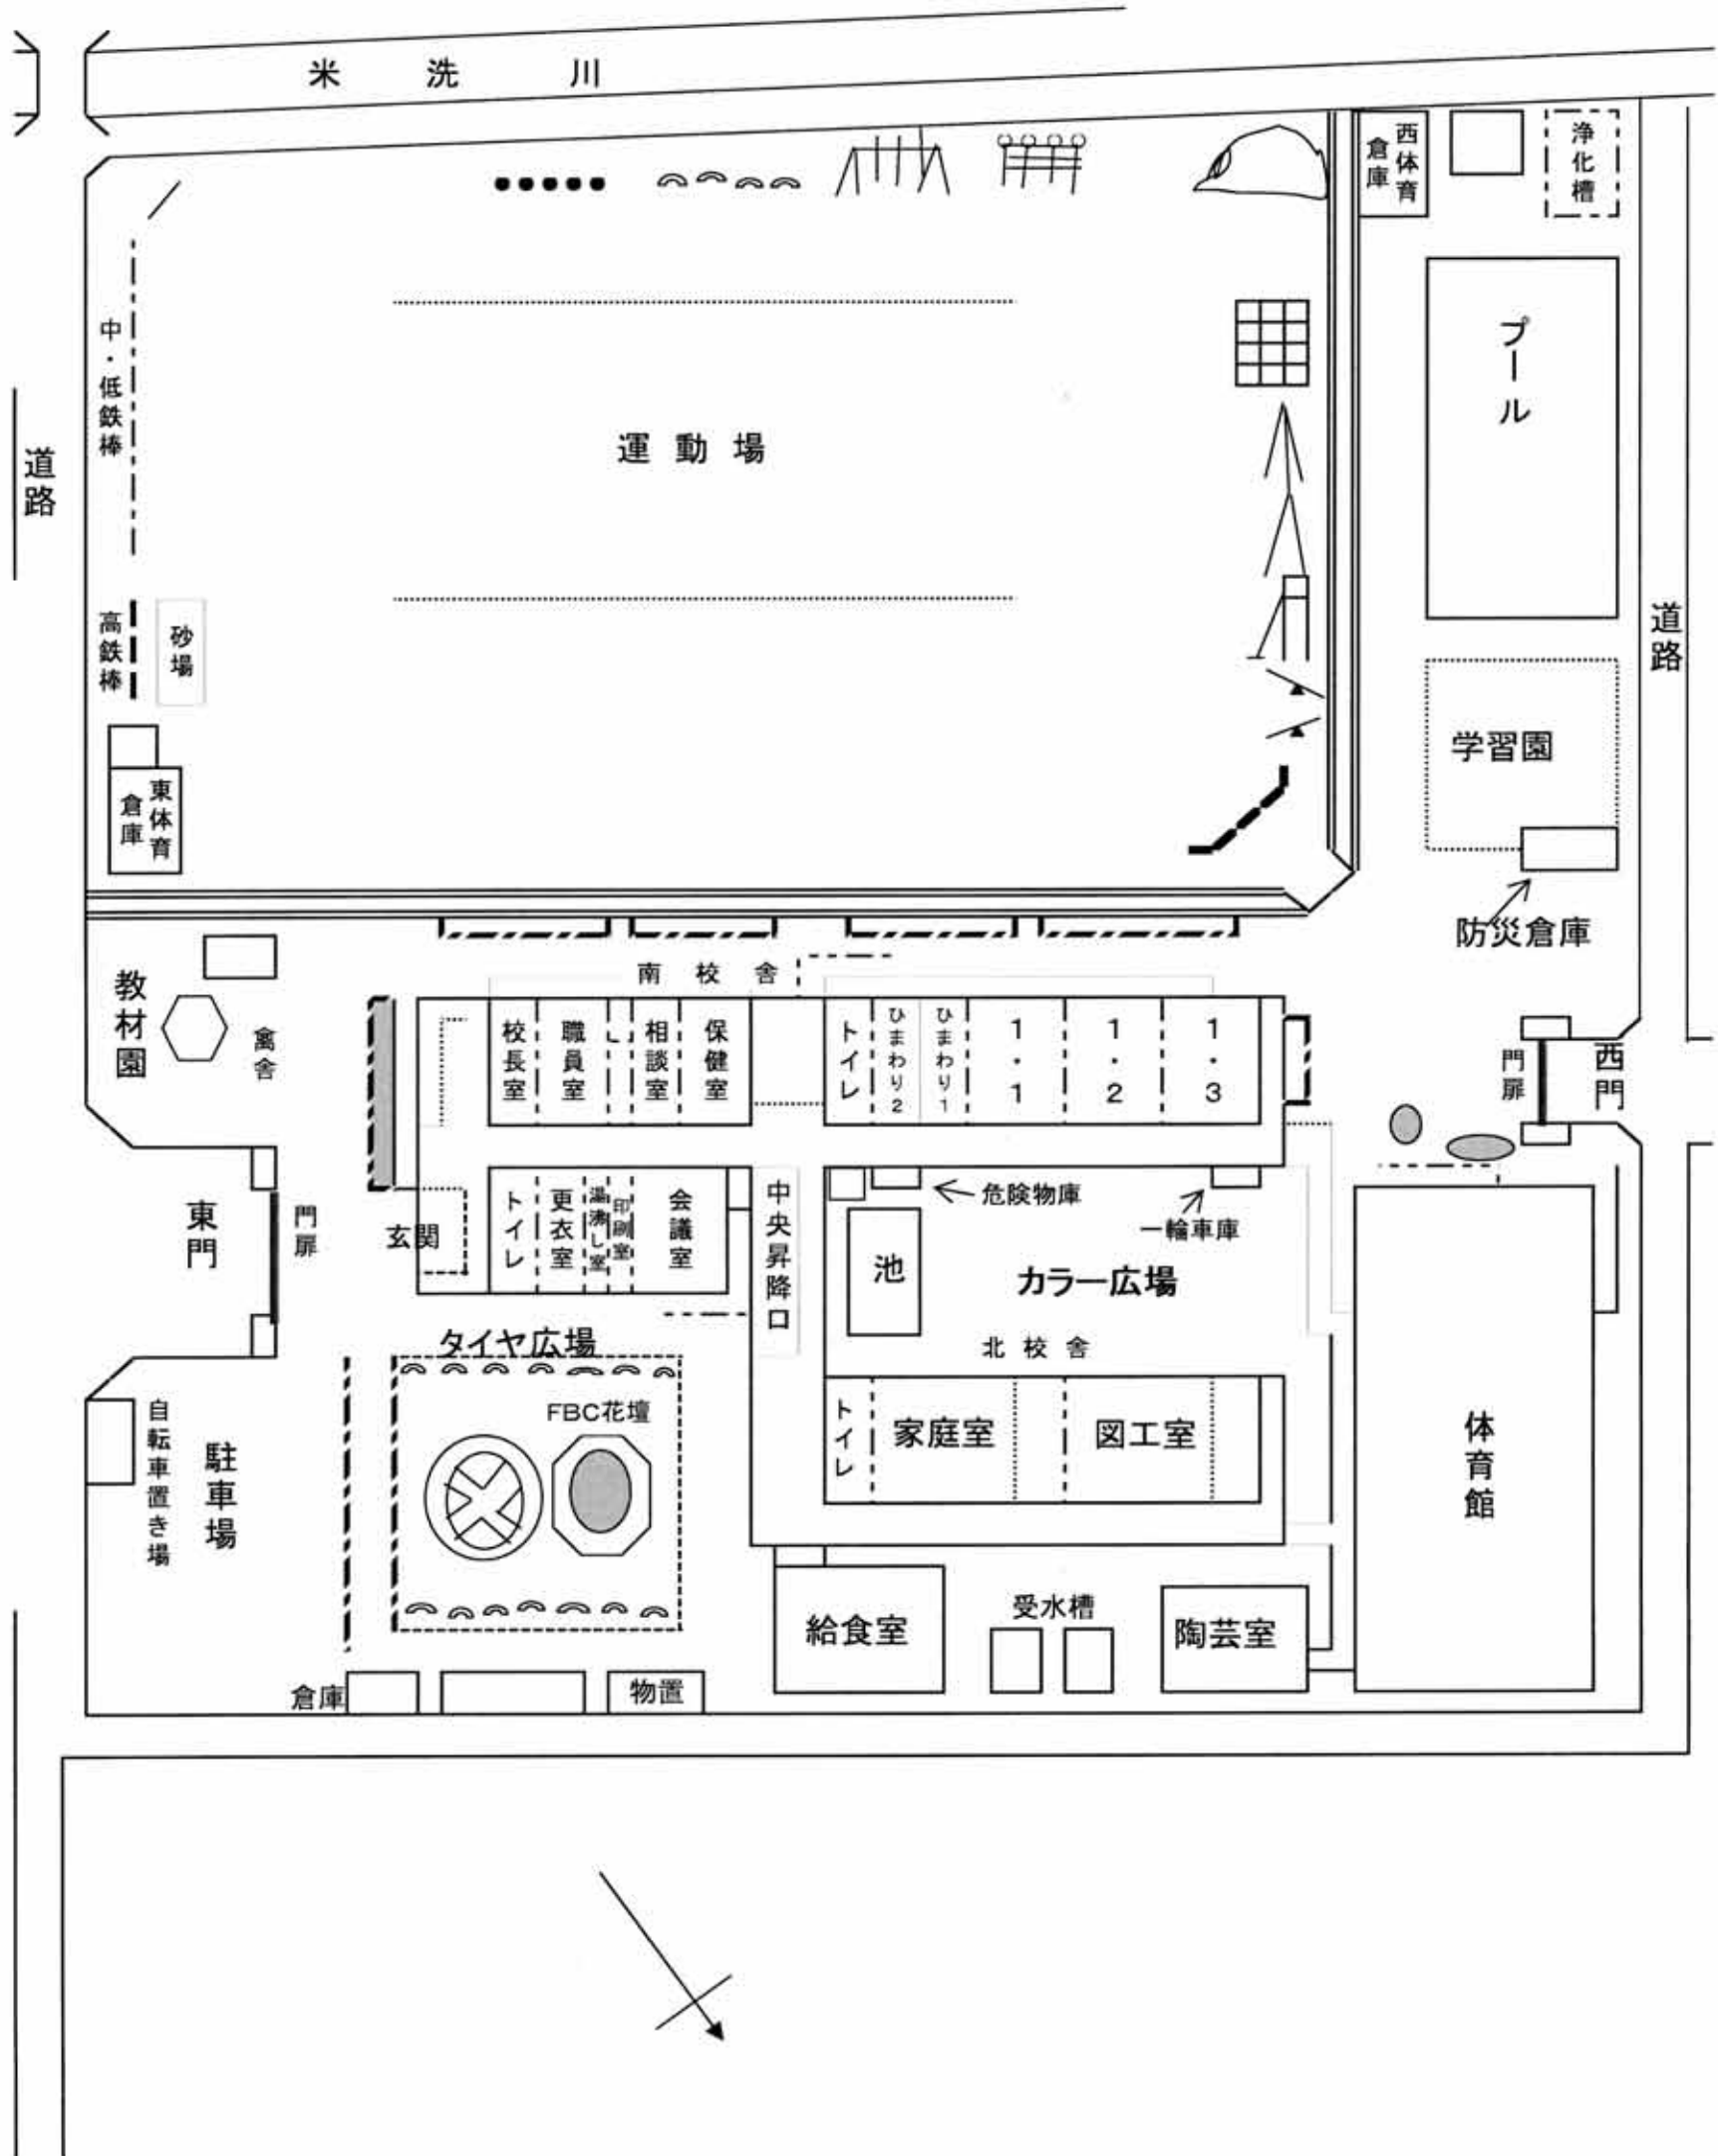 米洗川
西体育倉庫
浄化槽
中・低鉄棒
プール
道路
運動場
高鉄棒
砂場
道路
学習園
東体育倉庫
防災倉庫
教材園
禽舎
南校舎
校長室
職員室
相談室
保健室
トイレ
ひまわり2
ひまわり1
1・1
1・2
1・3
門扉
西門
東門
門扉
玄関
トイレ
更衣室
湯沸し室
印刷室
会議室
中央昇降口
危険物庫
一輪車庫
池
カラー広場
タイヤ広場
北校舎
FBC花壇
自転車置き場
駐車場
トイレ
家庭室
図工室
体育館
給食室
受水槽
陶芸室
倉庫
物置